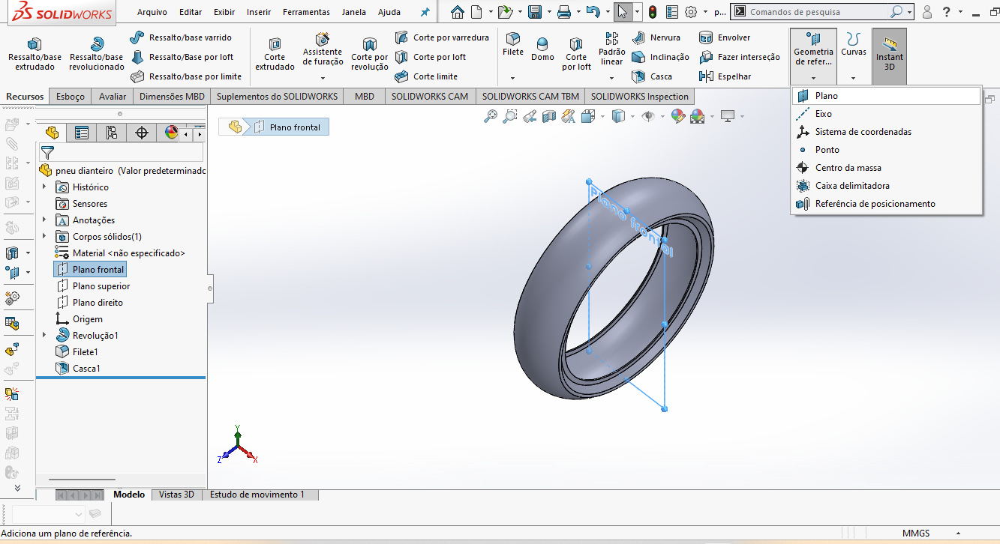 SOLIDWORKS
Arquivo Editar Exibir Inserir Ferramentas Janela Ajuda
p...
Comandos de pesquisa
?
Ressalto/base extrudado
Ressalto/base revolucionado
Ressalto/base varrido
Ressalto/Base por loft
Ressalto/base por limite
Corte extrudado
Assistente de furação
Corte por revolução
Corte por varredura
Corte por loft
Corte limite
Filete
Domo
Corte por loft
Padrão linear
Nervura
Inclinação
Casca
Envolver
Fazer interseção
Espelhar
Geometria de refer...
Curvas
Instant 3D
Recursos Esboço Avaliar Dimensões MBD Suplementos do SOLIDWORKS MBD SOLIDWORKS CAM SOLIDWORKS CAM TBM SOLIDWORKS Inspection
Plano
Eixo
Sistema de coordenadas
Ponto
Centro da massa
Caixa delimitadora
Referência de posicionamento
Plano frontal
pneu dianteiro (Valor predeterminado
Histórico
Sensores
Anotações
Corpos sólidos(1)
Material <não especificado>
Plano frontal
Plano superior
Plano direito
Origem
Revolução1
Filete1
Casca1
Plano frontal
Y
Z
X
Modelo Vistas 3D Estudo de movimento 1
Adiciona um plano de referência.
MMGS